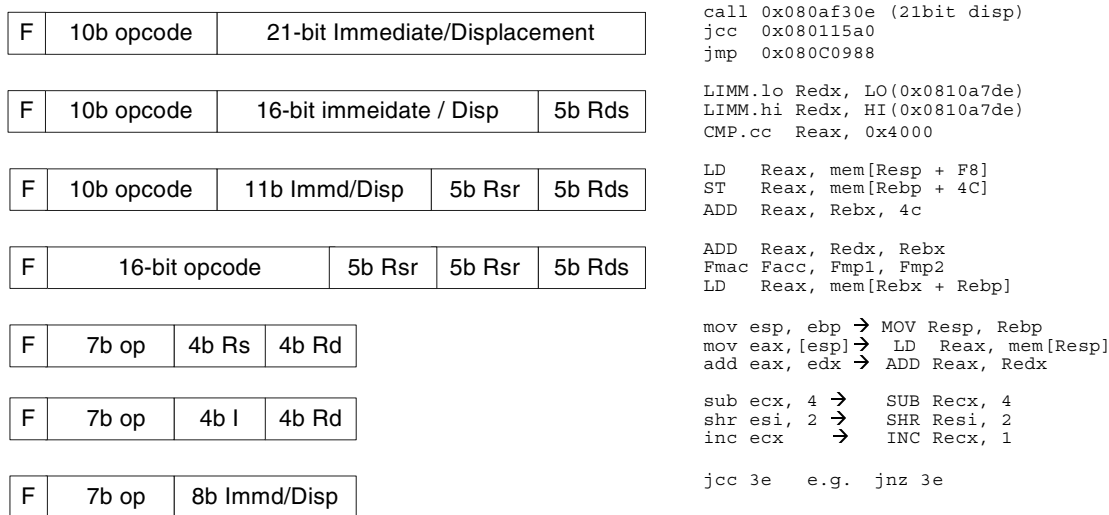 F 10b opcode 21-bit Immediate/Displacement
call 0x080af30e (21bit disp)
jcc 0x080115a0
jmp 0x080C0988
F 10b opcode 16-bit immeidate / Disp 5b Rds
LIMM.lo Redx, LO(0x0810a7de)
LIMM.hi Redx, HI(0x0810a7de)
CMP.cc Reax, 0x4000
F 10b opcode 11b Immd/Disp 5b Rsr 5b Rds
LD Reax, mem[Resp + F8]
ST Reax, mem[Rebp + 4C]
ADD Reax, Rebx, 4c
F 16-bit opcode 5b Rsr 5b Rsr 5b Rds
ADD Reax, Redx, Rebx
Fmac Facc, Fmp1, Fmp2
LD Reax, mem[Rebx + Rebp]
F 7b op 4b Rs 4b Rd
mov esp, ebp → MOV Resp, Rebp
mov eax,[esp]→ LD Reax, mem[Resp]
add eax, edx → ADD Reax, Redx
F 7b op 4b I 4b Rd
sub ecx, 4 → SUB Recx, 4
shr esi, 2 → SHR Resi, 2
inc ecx → INC Recx, 1
F 7b op 8b Immd/Disp
jcc 3e e.g. jnz 3e